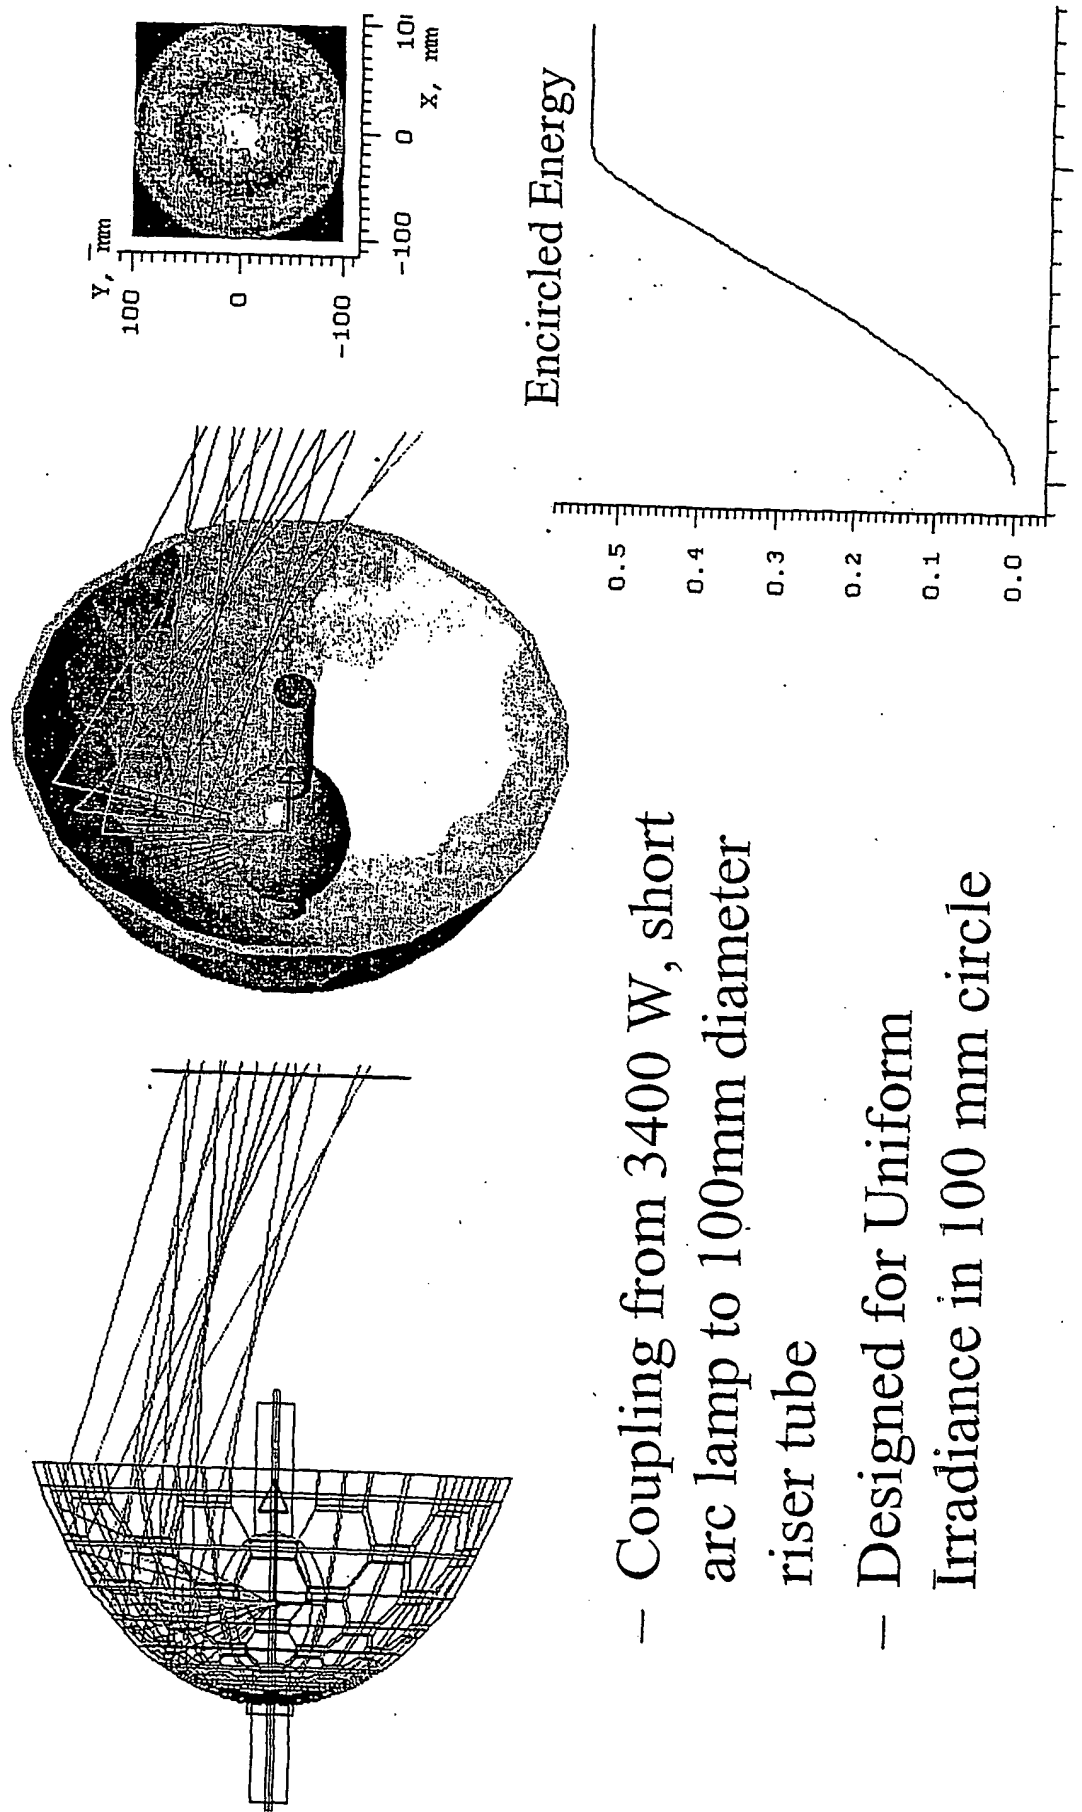 Y, mm
100
0
-100
-100
0
10
X, mm
Encircled Energy
0.5
0.4
0.3
0.2
0.1
0.0
– Coupling from 3400 W, short
arc lamp to 100mm diameter
riser tube
– Designed for Uniform
Irradiance in 100 mm circle